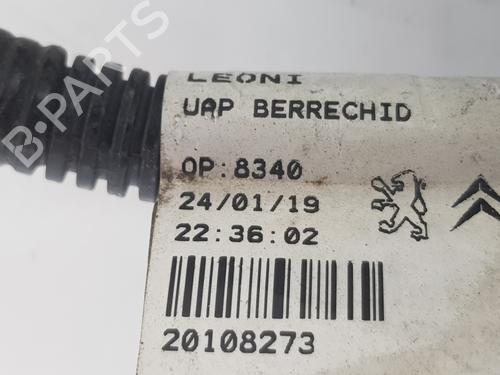 B-PARTS
LEONI
UAP BERRECHID
OP:8340
24/01/19
22:36:02
20108273